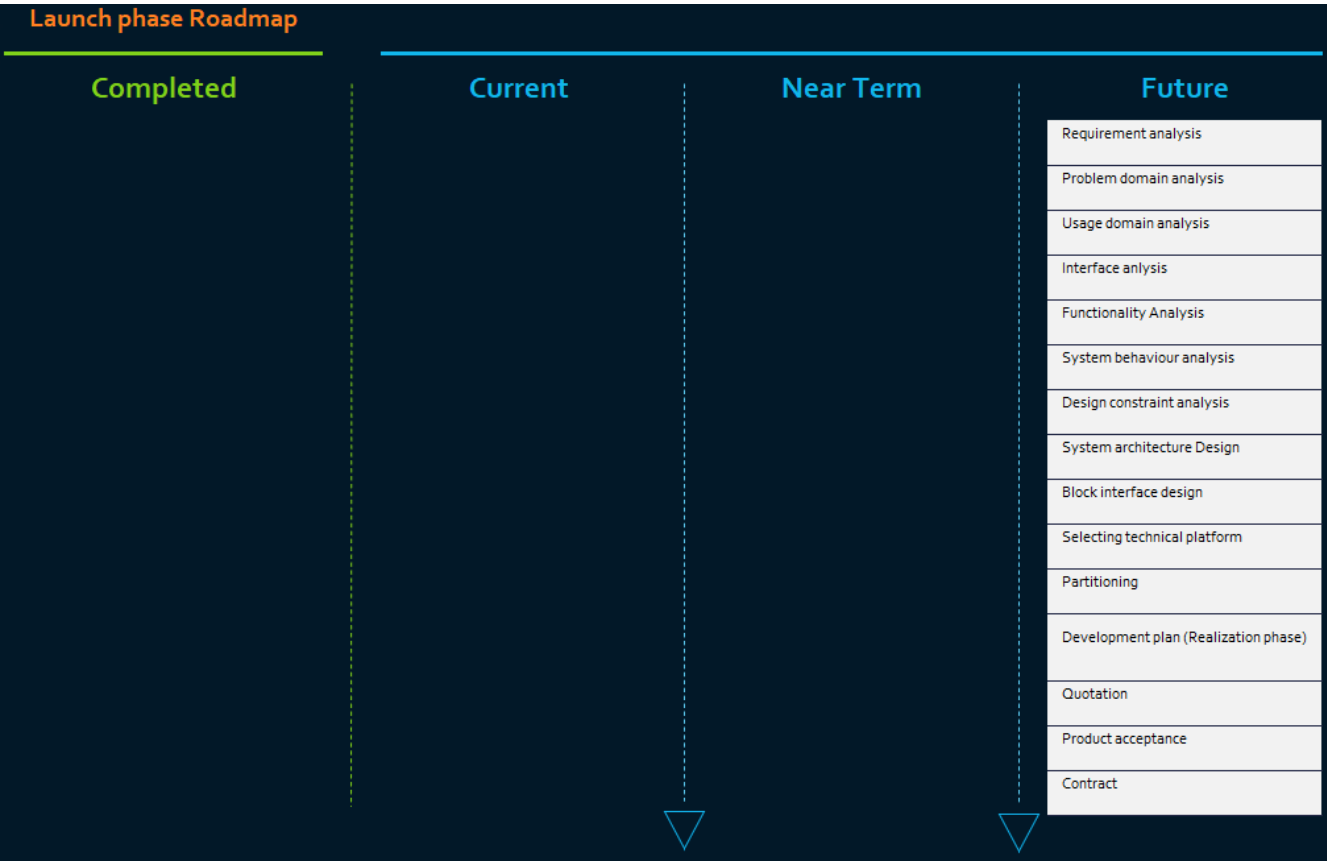 Launch phase Roadmap
Completed
Current
Near Term
Future
Requirement analysis
Problem domain analysis
Usage domain analysis
Interface anlysis
Functionality Analysis
System behaviour analysis
Design constraint analysis
System architecture Design
Block interface design
Selecting technical platform
Partitioning
Development plan (Realization phase)
Quotation
Product acceptance
Contract